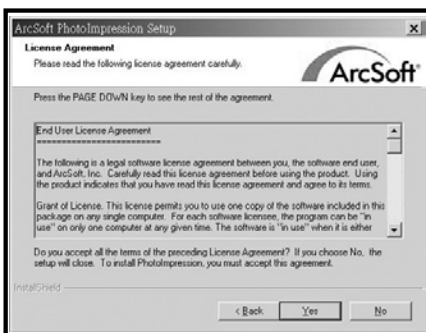 ArcSoft PhotoImpression Setup
License Agreement
Please read the following license agreement carefully.
ArcSoft®
Press the PAGE DOWN key to see the rest of the agreement.
End User License Agreement
==========================
The following is a legal software license agreement between you, the software end user,
and ArcSoft, Inc. Carefully read this license agreement before using the product. Using
the product indicates that you have read this license agreement and agree to its terms.
Grant of License. This license permits you to use one copy of the software included in this
package on any single computer. For each software licensee, the program can be "in
use" on only one computer at any given time. The software is "in use" when it is either
Do you accept all the terms of the preceding License Agreement? If you choose No, the
setup will close. To install PhotoImpression, you must accept this agreement.
InstallShield
< Back Yes No